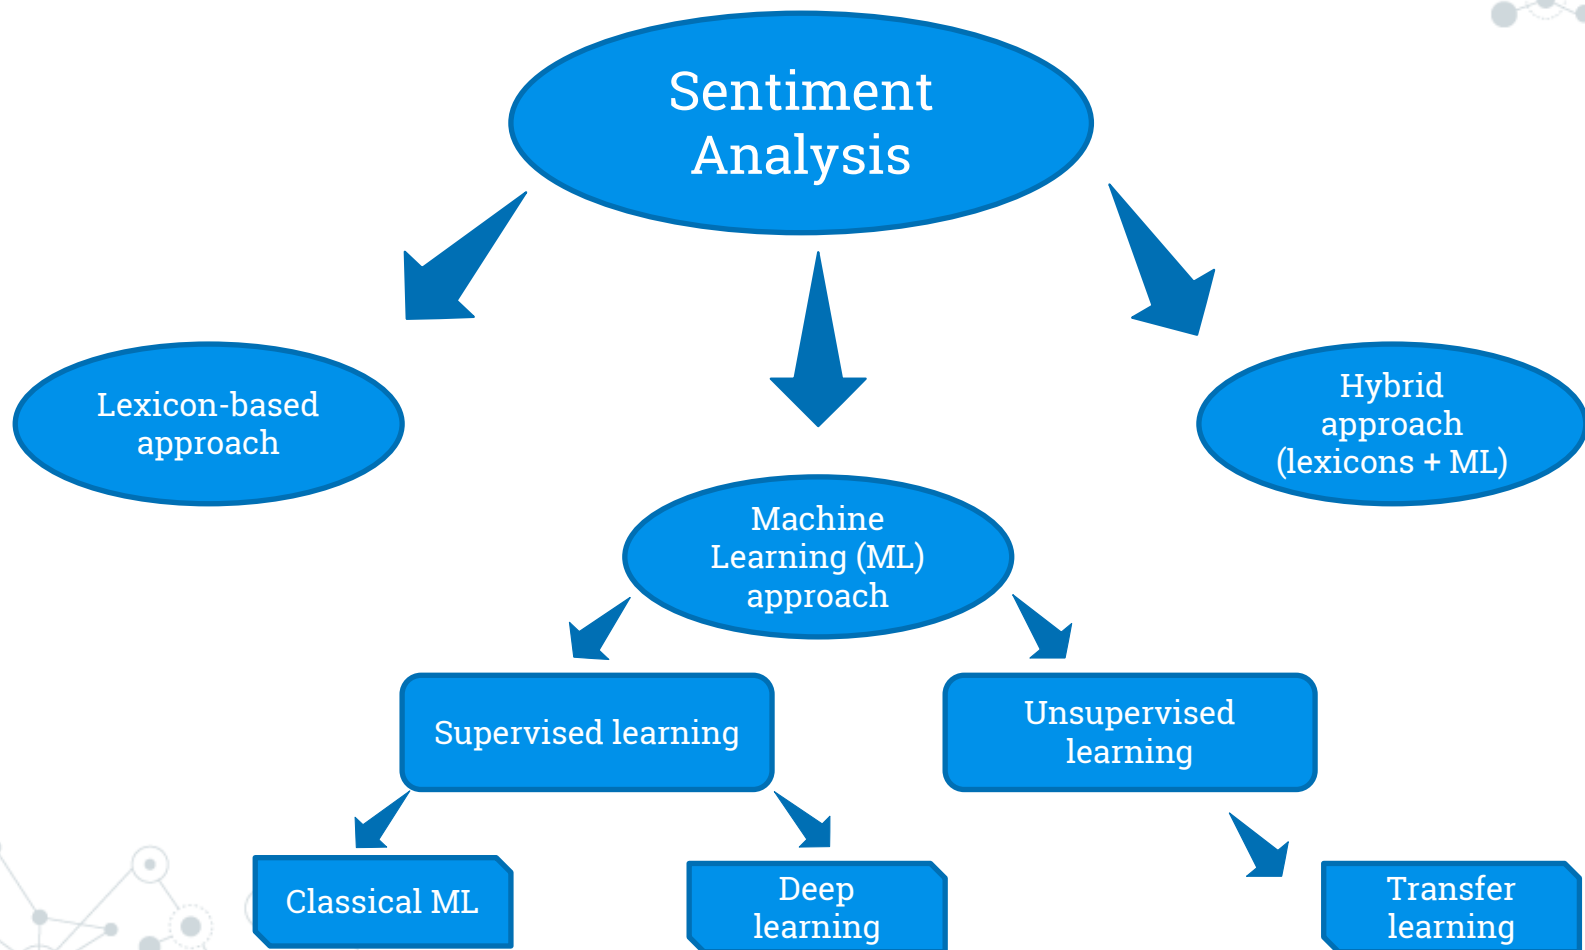 Sentiment
Analysis
Lexicon-based
approach
Hybrid
approach
(lexicons + ML)
Machine
Learning (ML)
approach
Supervised learning
Unsupervised
learning
Classical ML
Deep
learning
Transfer
learning